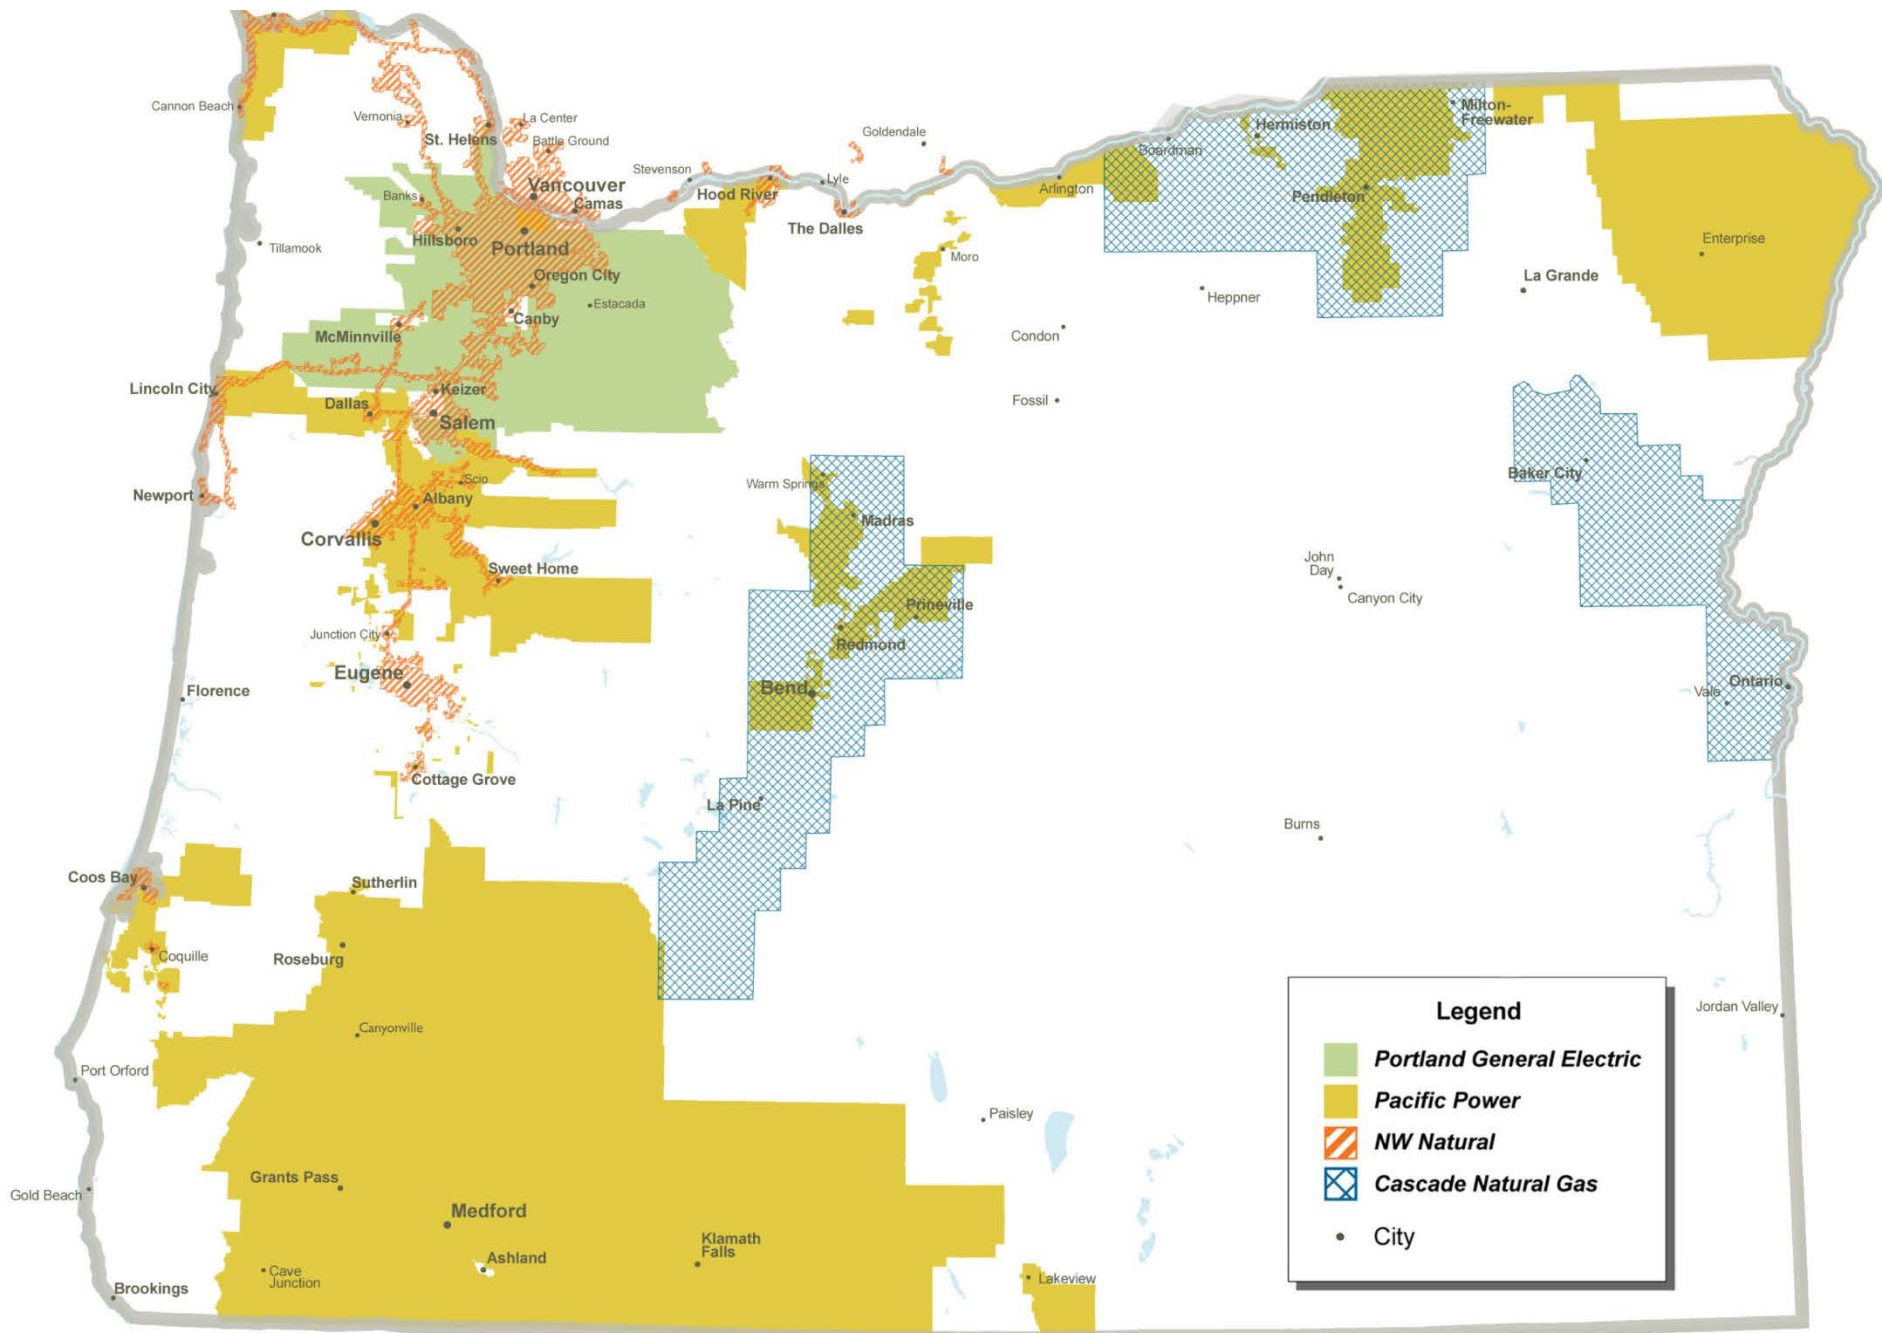 Cannon Beach
Vernonia
La Center
St. Helens
Battle Ground
Goldendale
Stevenson
Vancouver
Banks
Camas
Hood River
Lyle
Arlington
Boardman
Hermiston
Milton-
Freewater
Pendleton
The Dalles
Tillamook
Hillsboro
Portland
Moro
Enterprise
Oregon City
Estacada
La Grande
Heppner
Canby
McMinnville
Condon
Lincoln City
Keizer
Dallas
Salem
Fossil
Baker City
Warm Springs
Scio
Newport
Albany
Madras
Corvallis
Sweet Home
John
Day
Canyon City
Prineville
Junction City
Redmond
Eugene
Bend
Florence
Ontario
Vale
Cottage Grove
La Pine
Burns
Coos Bay
Sutherlin
Coquille
Roseburg
Canyonville
Jordan Valley
Port Orford
Paisley
Grants Pass
Gold Beach
Medford
Ashland
Klamath
Falls
Cave
Junction
Lakeview
Brookings
Legend
Portland General Electric
Pacific Power
NW Natural
Cascade Natural Gas
City